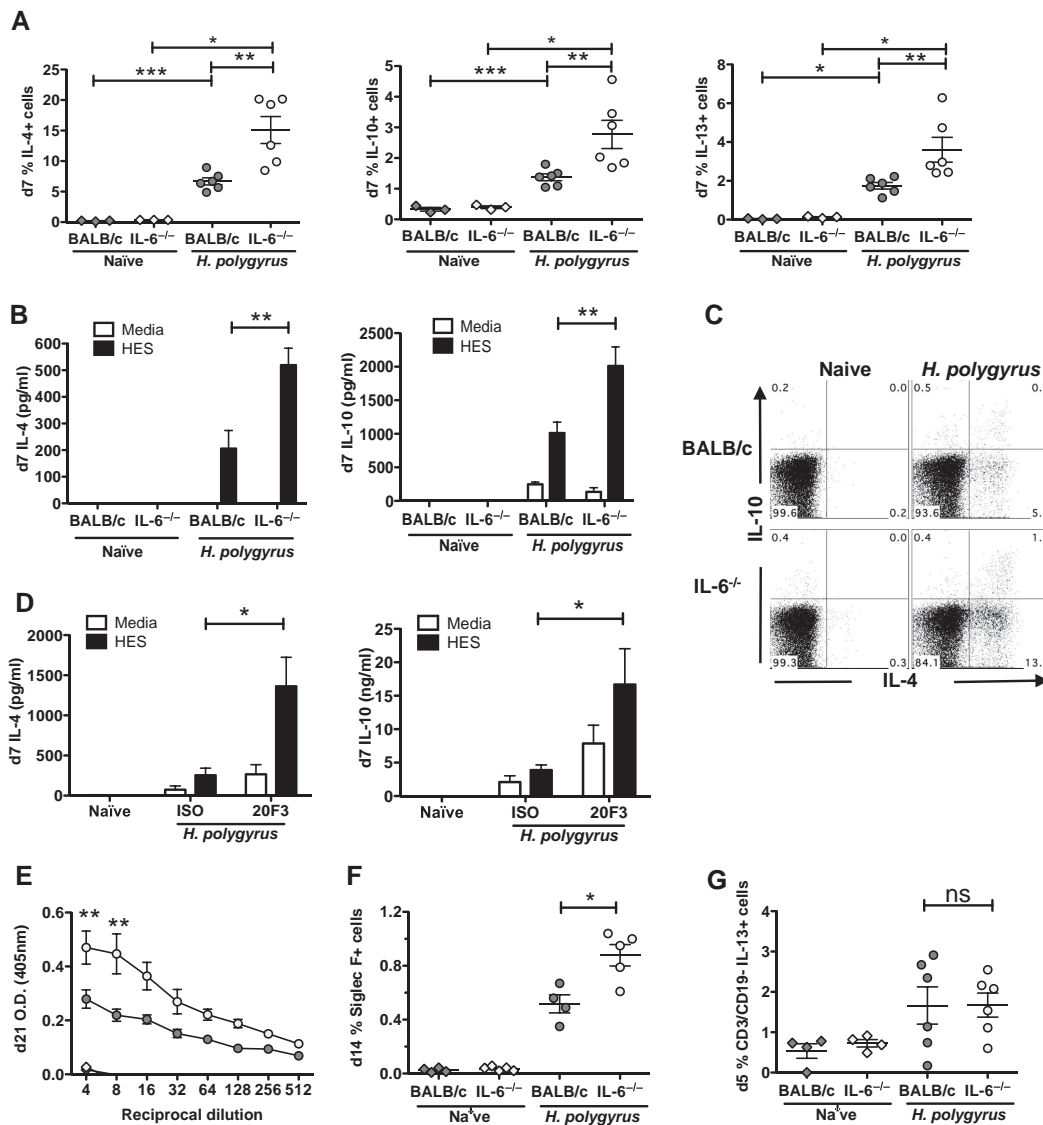 A
*
*** **
d7 % IL-4+ cells
25
20
15
10
5
0
BALB/c IL-6–/– BALB/c IL-6–/–
Naïve H. polygyrus
*
*** **
d7 % IL-10+ cells
5
4
3
2
1
0
BALB/c IL-6–/– BALB/c IL-6–/–
Naïve H. polygyrus
*
* **
d7 % IL-13+ cells
8
6
4
2
0
BALB/c IL-6–/– BALB/c IL-6–/–
Naïve H. polygyrus
B
Media
HES
**
d7 IL-4 (pg/ml)
600
500
400
300
200
100
0
BALB/c IL-6–/– BALB/c IL-6–/–
Naïve H. polygyrus
Media
HES
**
d7 IL-10 (pg/ml)
2500
2000
1500
1000
500
0
BALB/c IL-6–/– BALB/c IL-6–/–
Naïve H. polygyrus
C
Naive H. polygyrus
BALB/c
IL-6-/-
IL-10
0.2 0.0 0.5 0.
99.6 0.2 93.6 5.
0.4 0.0 0.4 1.
99.3 0.3 84.1 13.
IL-4
D
Media
HES
*
d7 IL-4 (pg/ml)
2000
1500
1000
500
0
Naïve ISO 20F3
H. polygyrus
Media
HES
*
d7 IL-10 (ng/ml)
25
20
15
10
5
0
Naïve ISO 20F3
H. polygyrus
E
** **
d21 O.D. (405nm)
0.6
0.4
0.2
0.0
4 8 16 32 64 128 256 512
Reciprocal dilution
F
*
d14 % Siglec F+ cells
1.2
0.8
0.4
0.0
BALB/c IL-6–/– BALB/c IL-6–/–
Naïve H. polygyrus
G
ns
d5 % CD3/CD19- IL-13+ cells
4
3
2
1
0
BALB/c IL-6–/– BALB/c IL-6–/–
Naïve H. polygyrus